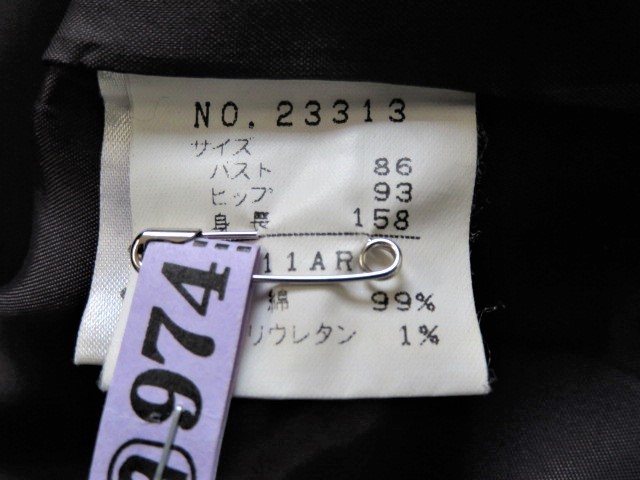 NO. 23313
サイズ
バスト 86
ヒップ 93
身長 158
11AR
綿 99%
リウレタン 1%
974